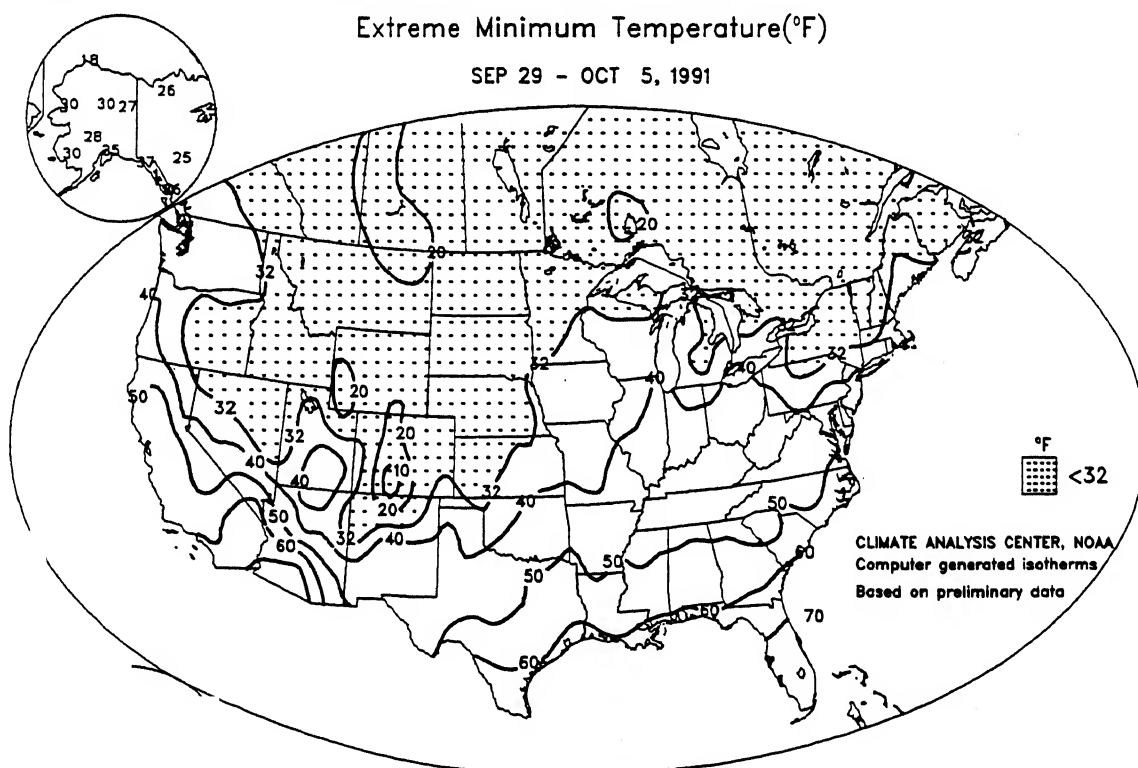 Extreme Minimum Temperature(°F)
SEP 29 - OCT 5, 1991
18
26
30 30 27
28
30 25 37 25
20
20
32
40
32 32
40 40
20
50
32 32 20
40 10
40
20 32 40
50 32 40
60
50 50 50
60
60
60
70
°F
<32
CLIMATE ANALYSIS CENTER, NOAA
Computer generated isotherms
Based on preliminary data